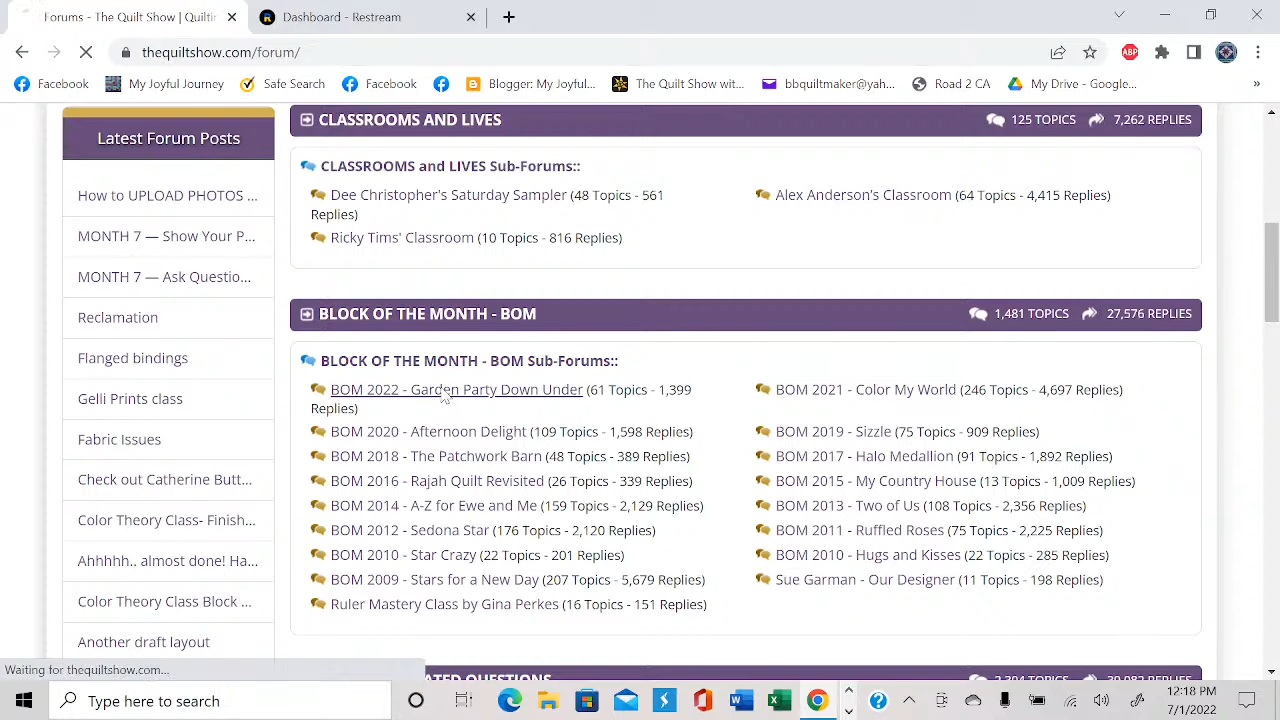 Forums - The Quilt Show | Quiltin
Dashboard - Restream
thequiltshow.com/forum/
ABP
Facebook
My Joyful Journey
Safe Search
Facebook
Blogger: My Joyful...
The Quilt Show wit...
bbquiltmaker@yah...
Road 2 CA
My Drive - Google...
»
Latest Forum Posts
How to UPLOAD PHOTOS ...
MONTH 7 — Show Your P...
MONTH 7 — Ask Questio...
Reclamation
Flanged bindings
Gelli Prints class
Fabric Issues
Check out Catherine Butt...
Color Theory Class- Finish...
Ahhhhh.. almost done! Ha...
Color Theory Class Block ...
Another draft layout
CLASSROOMS AND LIVES
125 TOPICS
7,262 REPLIES
CLASSROOMS and LIVES Sub-Forums::
Dee Christopher's Saturday Sampler (48 Topics - 561
Replies)
Alex Anderson's Classroom (64 Topics - 4,415 Replies)
Ricky Tims' Classroom (10 Topics - 816 Replies)
BLOCK OF THE MONTH - BOM
1,481 TOPICS
27,576 REPLIES
BLOCK OF THE MONTH - BOM Sub-Forums::
BOM 2022 - Garden Party Down Under (61 Topics - 1,399
Replies)
BOM 2021 - Color My World (246 Topics - 4,697 Replies)
BOM 2020 - Afternoon Delight (109 Topics - 1,598 Replies)
BOM 2019 - Sizzle (75 Topics - 909 Replies)
BOM 2018 - The Patchwork Barn (48 Topics - 389 Replies)
BOM 2017 - Halo Medallion (91 Topics - 1,892 Replies)
BOM 2016 - Rajah Quilt Revisited (26 Topics - 339 Replies)
BOM 2015 - My Country House (13 Topics - 1,009 Replies)
BOM 2014 - A-Z for Ewe and Me (159 Topics - 2,129 Replies)
BOM 2013 - Two of Us (108 Topics - 2,356 Replies)
BOM 2012 - Sedona Star (176 Topics - 2,120 Replies)
BOM 2011 - Ruffled Roses (75 Topics - 2,225 Replies)
BOM 2010 - Star Crazy (22 Topics - 201 Replies)
BOM 2010 - Hugs and Kisses (22 Topics - 285 Replies)
BOM 2009 - Stars for a New Day (207 Topics - 5,679 Replies)
Sue Garman - Our Designer (11 Topics - 198 Replies)
Ruler Mastery Class by Gina Perkes (16 Topics - 151 Replies)
Waiting for thequiltshow.com...
Type here to search
12:18 PM
7/1/2022